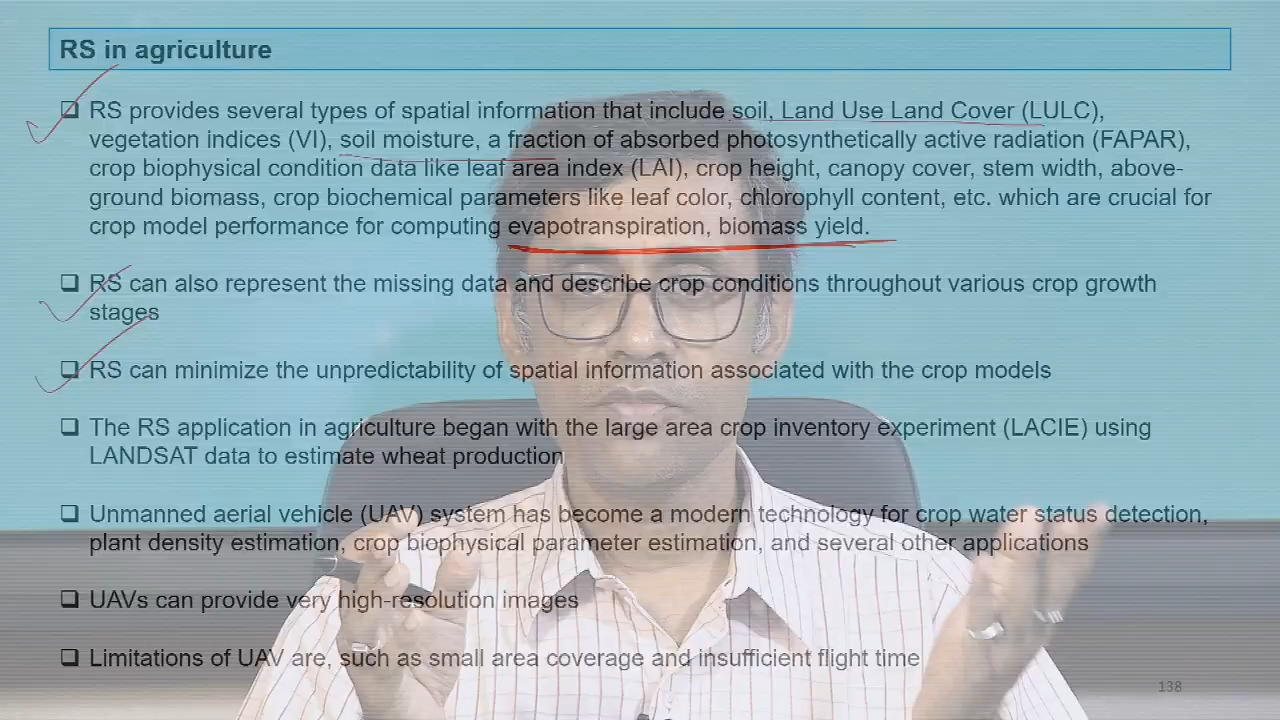 RS in agriculture
❑ RS provides several types of spatial information that include soil, Land Use Land Cover (LULC),
vegetation indices (VI), soil moisture, a fraction of absorbed photosynthetically active radiation (FAPAR),
crop biophysical condition data like leaf area index (LAI), crop height, canopy cover, stem width, above-
ground biomass, crop biochemical parameters like leaf color, chlorophyll content, etc. which are crucial for
crop model performance for computing evapotranspiration, biomass yield.
❑ RS can also represent the missing data and describe crop conditions throughout various crop growth
stages
❑ RS can minimize the unpredictability of spatial information associated with the crop models
❑ The RS application in agriculture began with the large area crop inventory experiment (LACIE) using
LANDSAT data to estimate wheat production
❑ Unmanned aerial vehicle (UAV) system has become a modern technology for crop water status detection,
plant density estimation, crop biophysical parameter estimation, and several other applications
❑ UAVs can provide very high-resolution images
❑ Limitations of UAV are, such as small area coverage and insufficient flight time
138